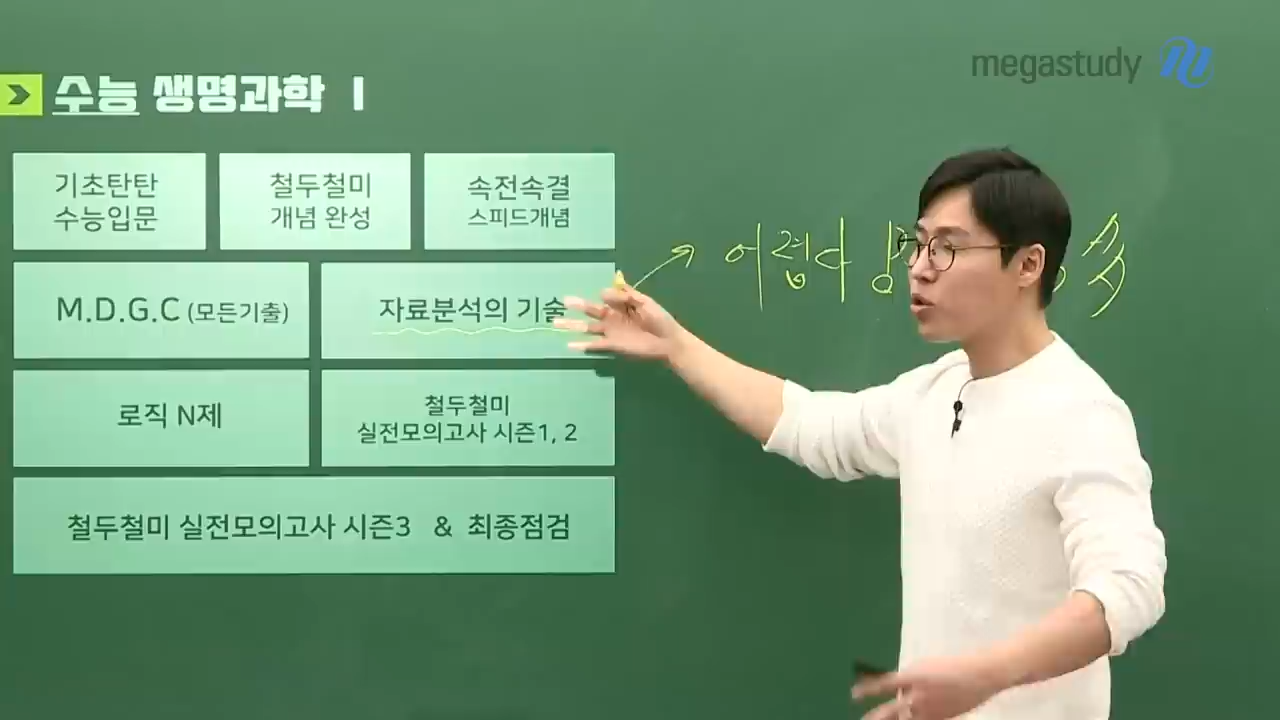 megastudy
수능 생명과학 I
기초탄탄
수능입문
철두철미
개념 완성
속전속결
스피드개념
M.D.G.C (모든기출)
자료분석의 기술
어렵다
로직 N제
철두철미
실전모의고사 시즌1, 2
철두철미 실전모의고사 시즌3 & 최종점검